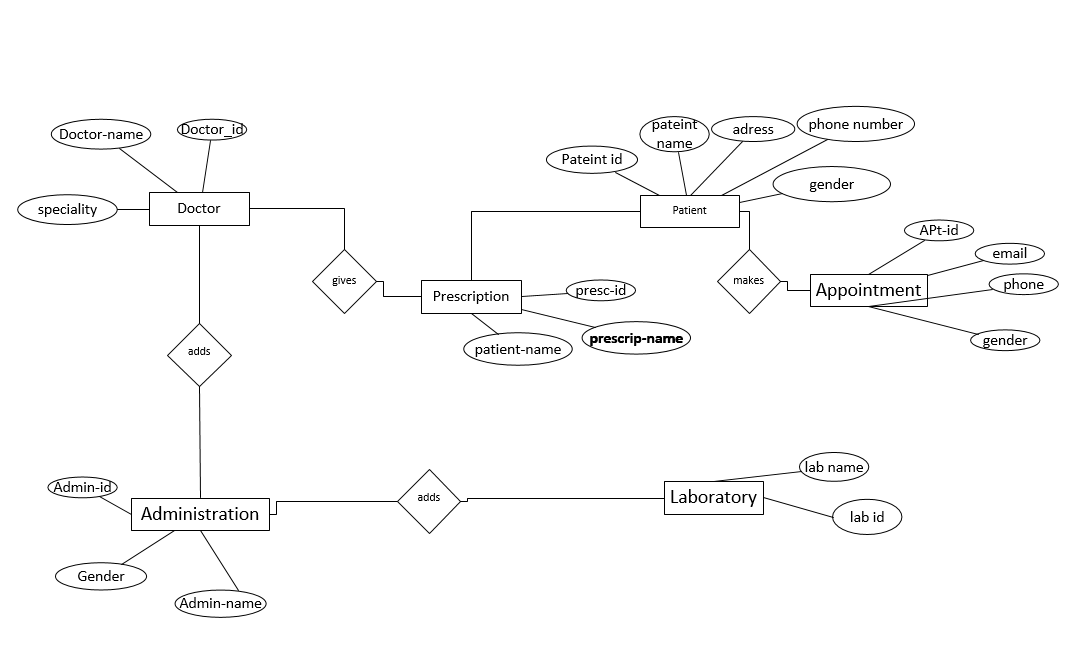 Doctor-name
Doctor_id
speciality
Doctor
pateint
name
adress
phone number
Pateint id
gender
Patient
APt-id
email
phone
gender
Appointment
makes
gives
Prescription
presc-id
prescrip-name
patient-name
adds
Admin-id
Administration
Gender
Admin-name
adds
lab name
Laboratory
lab id